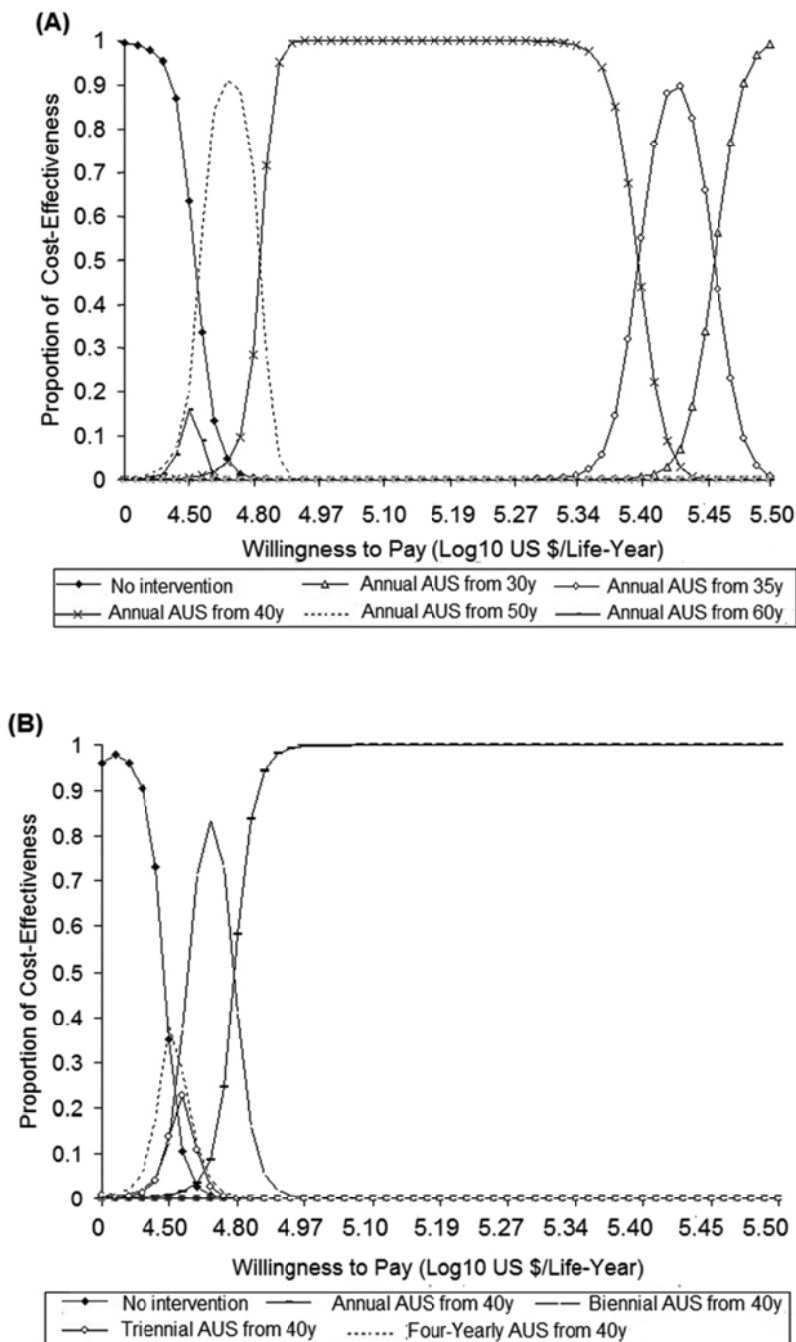 (A)
1
0.9
0.8
0.7
0.6
0.5
0.4
0.3
0.2
0.1
0
Proportion of Cost-Effectiveness
0 4.50 4.80 4.97 5.10 5.19 5.27 5.34 5.40 5.45 5.50
Willingness to Pay (Log10 US $/Life-Year)
No intervention Annual AUS from 30y Annual AUS from 35y
Annual AUS from 40y Annual AUS from 50y Annual AUS from 60y
(B)
1
0.9
0.8
0.7
0.6
0.5
0.4
0.3
0.2
0.1
0
Proportion of Cost-Effectiveness
0 4.50 4.80 4.97 5.10 5.19 5.27 5.34 5.40 5.45 5.50
Willingness to Pay (Log10 US $/Life-Year)
No intervention Annual AUS from 40y Biennial AUS from 40y
Triennial AUS from 40y Four-Yearly AUS from 40y